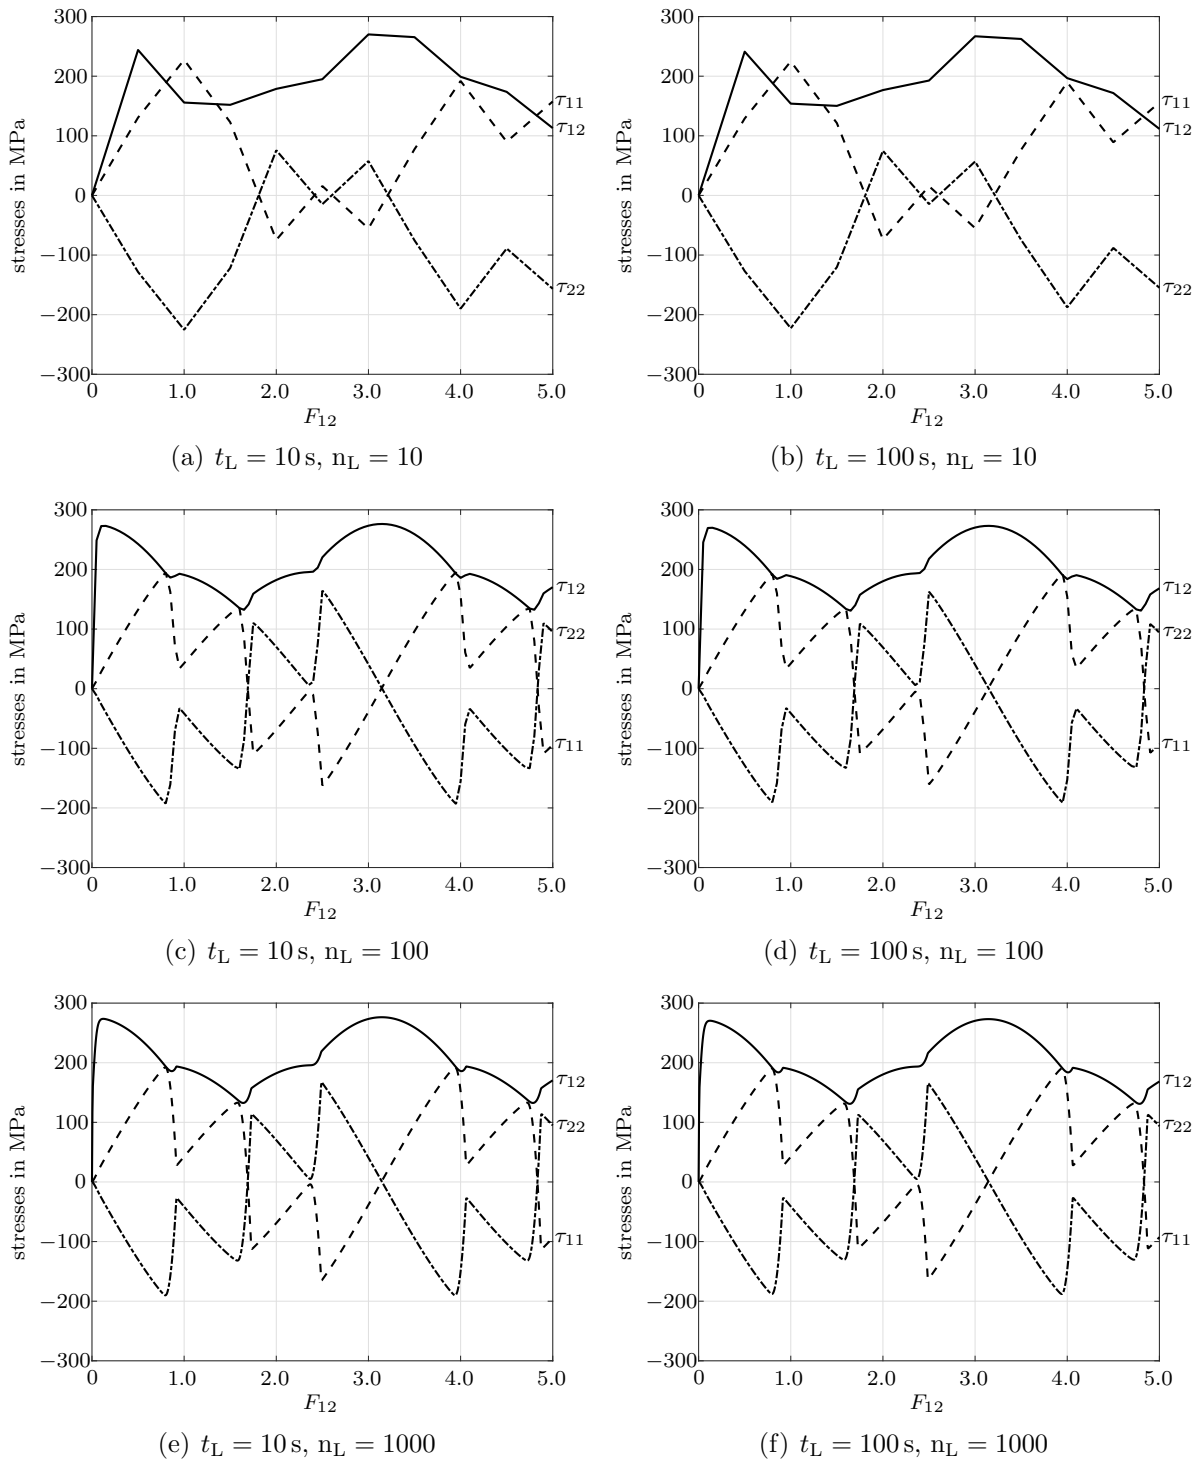 300
200
100
0
−100
−200
−300
stresses in MPa
0
1.0
2.0
3.0
4.0
5.0
F12
τ11
τ12
τ22
(a) tL = 10 s, nL = 10
300
200
100
0
−100
−200
−300
stresses in MPa
0
1.0
2.0
3.0
4.0
5.0
F12
τ11
τ12
τ22
(b) tL = 100 s, nL = 10
300
200
100
0
−100
−200
−300
stresses in MPa
0
1.0
2.0
3.0
4.0
5.0
F12
τ12
τ22
τ11
(c) tL = 10 s, nL = 100
300
200
100
0
−100
−200
−300
stresses in MPa
0
1.0
2.0
3.0
4.0
5.0
F12
τ12
τ22
τ11
(d) tL = 100 s, nL = 100
300
200
100
0
−100
−200
−300
stresses in MPa
0
1.0
2.0
3.0
4.0
5.0
F12
τ12
τ22
τ11
(e) tL = 10 s, nL = 1000
300
200
100
0
−100
−200
−300
stresses in MPa
0
1.0
2.0
3.0
4.0
5.0
F12
τ12
τ22
τ11
(f) tL = 100 s, nL = 1000